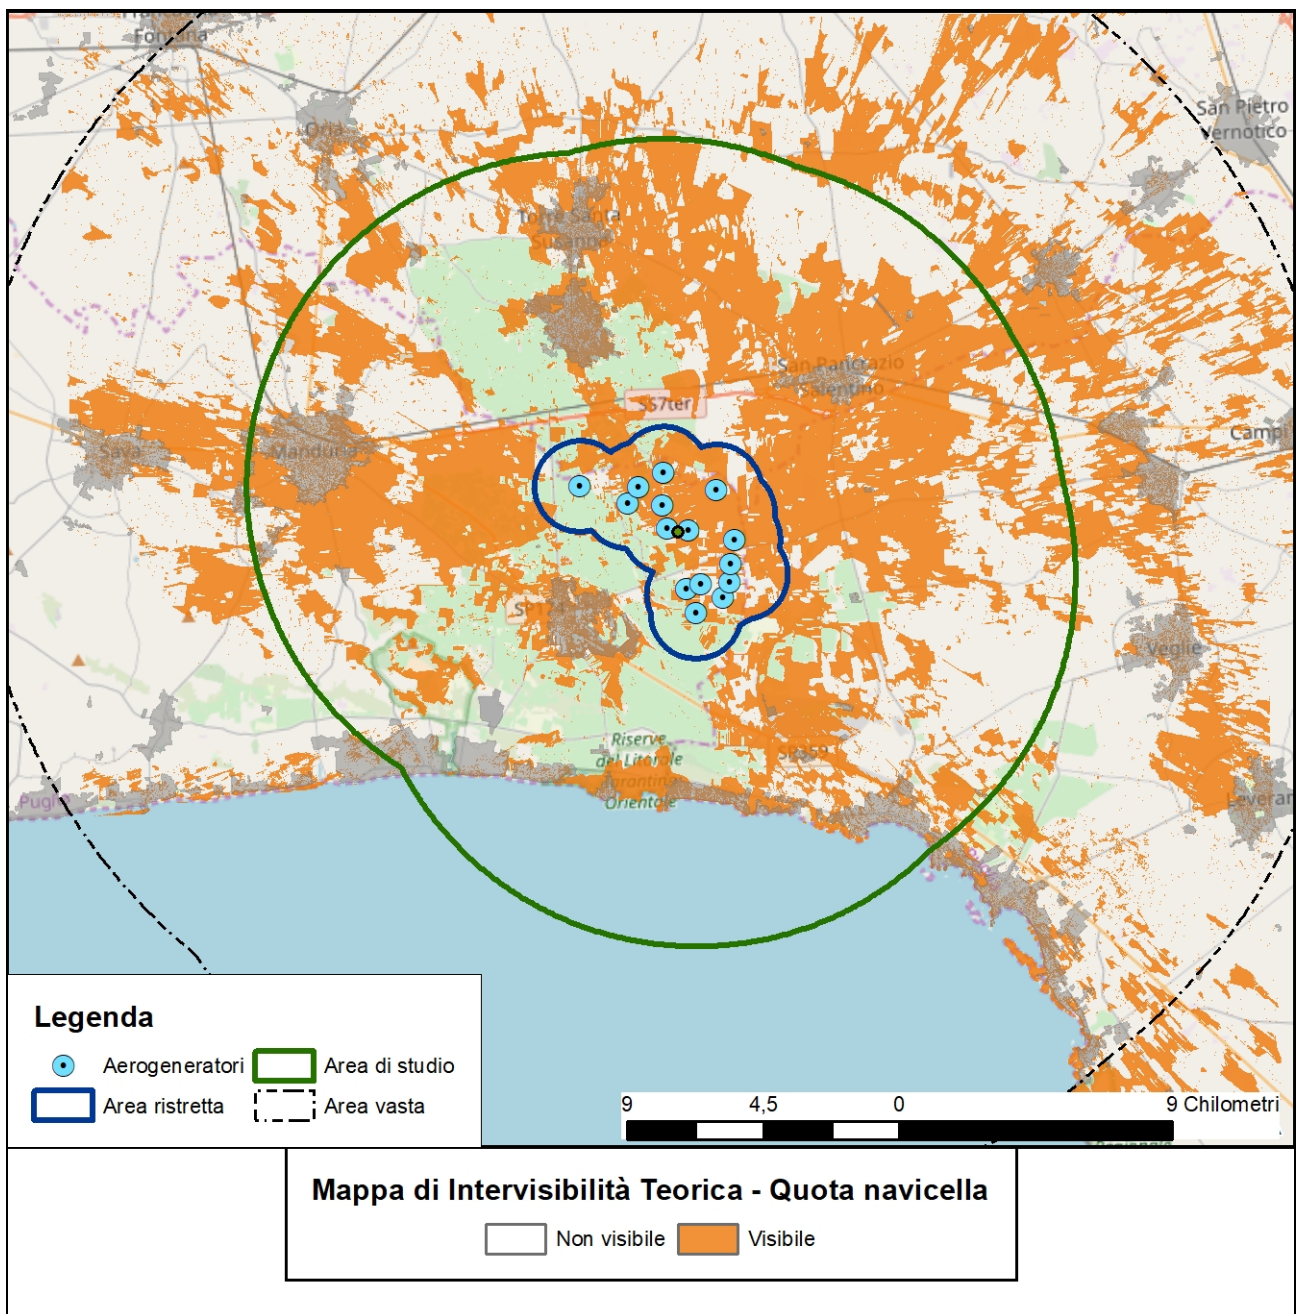 Fontana
San Pietro
Vernotico
Oria
Torre Santa
Susanna
San Pancrazio
Salentino
SS7ter
Campi
Sava
Manduria
SP174
Veglie
Riserve
del Litorale
Tarantino
Orientale
SP359
Puglia
Leveran
Legenda
Aerogeneratori
Area di studio
Area ristretta
Area vasta
9 4,5 0 9 Chilometri
Mappa di Intervisibilità Teorica - Quota navicella
Non visibile
Visibile